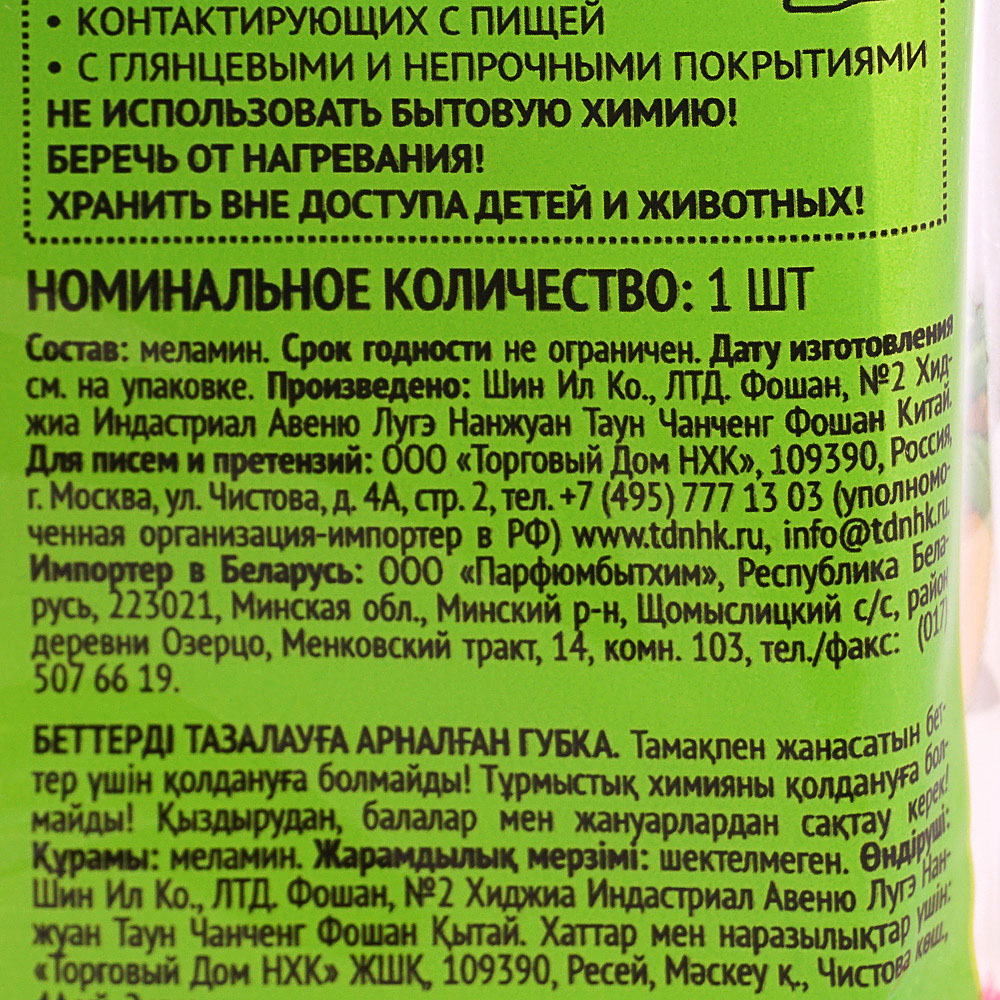 • КОНТАКТИРУЮЩИХ С ПИЩЕЙ
• С ГЛЯНЦЕВЫМИ И НЕПРОЧНЫМИ ПОКРЫТИЯМИ
НЕ ИСПОЛЬЗОВАТЬ БЫТОВУЮ ХИМИЮ!
БЕРЕЧЬ ОТ НАГРЕВАНИЯ!
ХРАНИТЬ ВНЕ ДОСТУПА ДЕТЕЙ И ЖИВОТНЫХ!
НОМИНАЛЬНОЕ КОЛИЧЕСТВО: 1 ШТ
Состав: меламин. Срок годности не ограничен. Дату изготовления
см. на упаковке. Произведено: Шин Ил Ко., ЛТД. Фошан, №2 Хид-
жиа Индастриал Авеню Лугэ Нанжуан Таун Чанченг Фошан Китай.
Для писем и претензий: ООО «Торговый Дом НХК», 109390, Россия,
г. Москва, ул. Чистова, д. 4А, стр. 2, тел. +7 (495) 777 13 03 (уполномо-
ченная организация-импортер в РФ) www.tdnhk.ru, info@tdnhk.ru.
Импортер в Беларусь: ООО «Парфюмбытхим», Республика Бела-
русь, 223021, Минская обл., Минский р-н, Щомыслицкий с/с, район
деревни Озерцо, Менковский тракт, 14, комн. 103, тел./факс: (017)
507 66 19.
БЕТТЕРДІ ТАЗАЛАУҒА АРНАЛҒАН ГУБКА. Тамақпен жанасатын бет-
тер үшін қолдануға болмайды! Тұрмыстық химияны қолдануға бол-
майды! Қыздырудан, балалар мен жануарлардан сақтау керек!
Құрамы: меламин. Жарамдылық мерзімі: шектелмеген. Өндіруші:
Шин Ил Ко., ЛТД. Фошан, №2 Хиджиа Индастриал Авеню Лугэ Нан-
жуан Таун Чанченг Фошан Қытай. Хаттар мен наразылықтар үшін:
«Торговый Дом НХК» ЖШҚ, 109390, Ресей, Мәскеу қ., Чистова көш.,